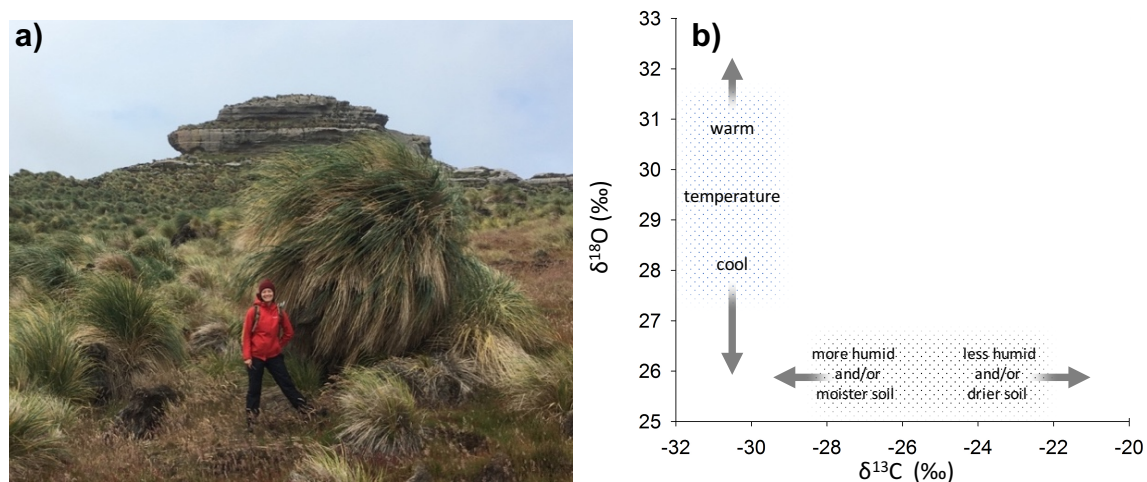 a)
b)
33
32
31
30
29
28
27
26
25
δ18O (‰)
warm
temperature
cool
more humid
and/or
moister soil
less humid
and/or
drier soil
-32 -30 -28 -26 -24 -22 -20
δ13C (‰)